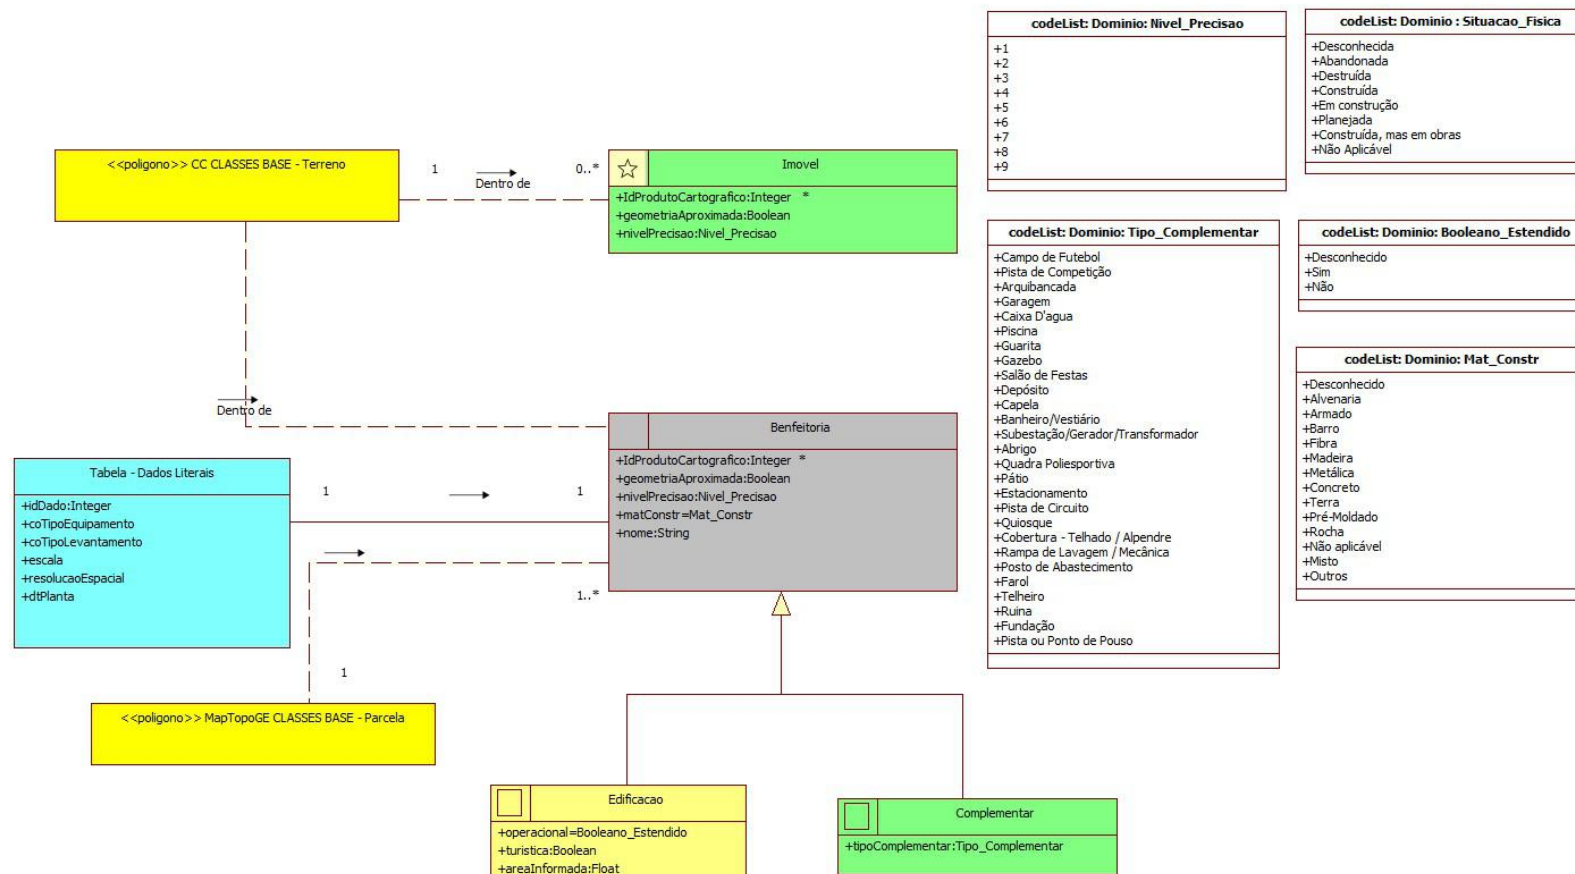 <<poligono>> CC CLASSES BASE - Terreno
1
Dentro de
0..*
Imovel
+IdProdutoCartografico:Integer *
+geometriaAproximada:Boolean
+nivelPrecisao:Nivel_Precisao
Dentro de
Benfeitoria
+IdProdutoCartografico:Integer *
+geometriaAproximada:Boolean
+nivelPrecisao:Nivel_Precisao
+matConstr=Mat_Constr
+nome:String
Tabela - Dados Literais
+idDado:Integer
+coTipoEquipamento
+coTipoLevantamento
+escala
+resolucaoEspacial
+dtPlanta
1
1
1..*
1
<<poligono>> MapTopoGE CLASSES BASE - Parcela
Edificacao
+operacional=Booleano_Estendido
+turistica:Boolean
+areaInformada:Float
Complementar
+tipoComplementar:Tipo_Complementar
codeList: Dominio: Nivel_Precisao
+1
+2
+3
+4
+5
+6
+7
+8
+9
codeList: Dominio : Situacao_Fisica
+Desconhecida
+Abandonada
+Destruída
+Construída
+Em construção
+Planejada
+Construída, mas em obras
+Não Aplicável
codeList: Dominio: Tipo_Complementar
+Campo de Futebol
+Pista de Competição
+Arquibancada
+Garagem
+Caixa D'agua
+Piscina
+Guarita
+Gazebo
+Salão de Festas
+Depósito
+Capela
+Banheiro/Vestiário
+Subestação/Gerador/Transformador
+Abrigo
+Quadra Poliesportiva
+Pátio
+Estacionamento
+Pista de Circuito
+Quiosque
+Cobertura - Telhado / Alpendre
+Rampa de Lavagem / Mecânica
+Posto de Abastecimento
+Farol
+Telheiro
+Ruina
+Fundação
+Pista ou Ponto de Pouso
codeList: Dominio: Booleano_Estendido
+Desconhecido
+Sim
+Não
codeList: Dominio: Mat_Constr
+Desconhecido
+Alvenaria
+Armado
+Barro
+Fibra
+Madeira
+Metálica
+Concreto
+Terra
+Pré-Moldado
+Rocha
+Não aplicável
+Misto
+Outros